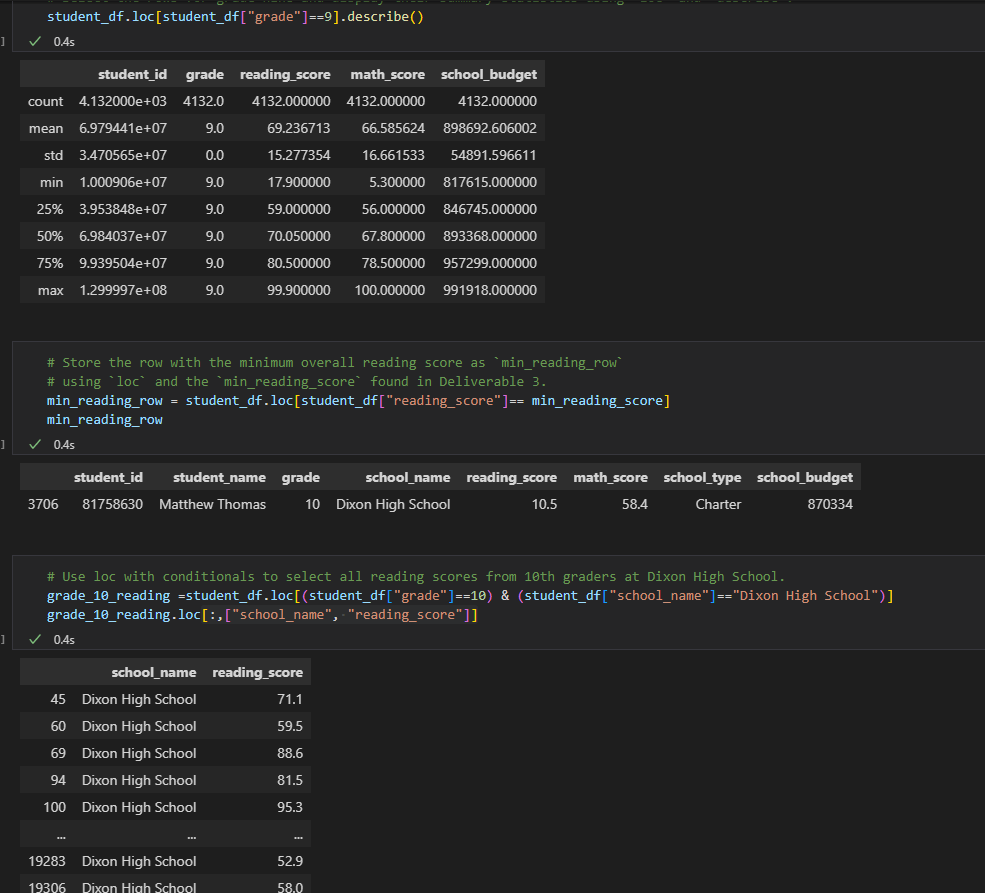 student_df.loc[student_df["grade"]==9].describe()
] ✓ 0.4s
student_id grade reading_score math_score school_budget
count 4.132000e+03 4132.0 4132.000000 4132.000000 4132.000000
mean 6.979441e+07 9.0 69.236713 66.585624 898692.606002
std 3.470565e+07 0.0 15.277354 16.661533 54891.596611
min 1.000906e+07 9.0 17.900000 5.300000 817615.000000
25% 3.953848e+07 9.0 59.000000 56.000000 846745.000000
50% 6.984037e+07 9.0 70.050000 67.800000 893368.000000
75% 9.939504e+07 9.0 80.500000 78.500000 957299.000000
max 1.299997e+08 9.0 99.900000 100.000000 991918.000000
# Store the row with the minimum overall reading score as `min_reading_row`
# using `loc` and the `min_reading_score` found in Deliverable 3.
min_reading_row = student_df.loc[student_df["reading_score"]== min_reading_score]
min_reading_row
] ✓ 0.4s
student_id student_name grade school_name reading_score math_score school_type school_budget
3706 81758630 Matthew Thomas 10 Dixon High School 10.5 58.4 Charter 870334
# Use loc with conditionals to select all reading scores from 10th graders at Dixon High School.
grade_10_reading =student_df.loc[(student_df["grade"]==10) & (student_df["school_name"]=="Dixon High School")]
grade_10_reading.loc[:,["school_name", "reading_score"]]
] ✓ 0.4s
school_name reading_score
45 Dixon High School 71.1
60 Dixon High School 59.5
69 Dixon High School 88.6
94 Dixon High School 81.5
100 Dixon High School 95.3
... ... ...
19283 Dixon High School 52.9
19306 Dixon High School 58.0